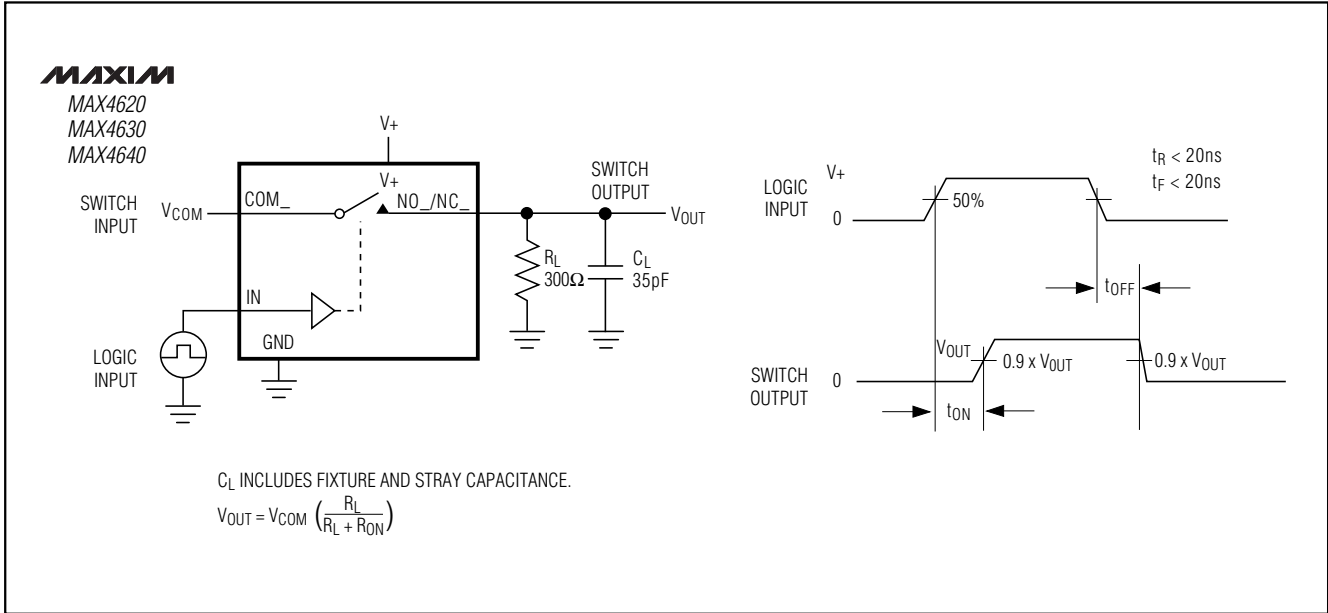 MAXIM
MAX4620
MAX4630
MAX4640
V+
V+
SWITCH
INPUT
VCOM
COM_
NO_/NC_
SWITCH
OUTPUT
VOUT
RL
300Ω
CL
35pF
IN
GND
LOGIC
INPUT
CL INCLUDES FIXTURE AND STRAY CAPACITANCE.
VOUT = VCOM (RL / RL + RON)
tR < 20ns
tF < 20ns
LOGIC
INPUT
V+
0
50%
tOFF
SWITCH
OUTPUT
VOUT
0
0.9 x VOUT
0.9 x VOUT
tON